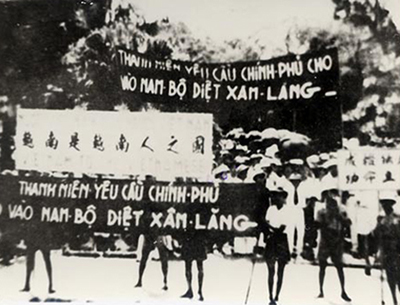 THANH NIÊN YÊU CẦU CHÍNH-PHỦ CHO
VÀO NAM-BỘ DIỆT XÂM-LĂNG
越南是越南人之國
THANH NIÊN YÊU CẦU CHÍNH-PHỦ
VÀO NAM-BỘ DIỆT XÂM-LĂNG